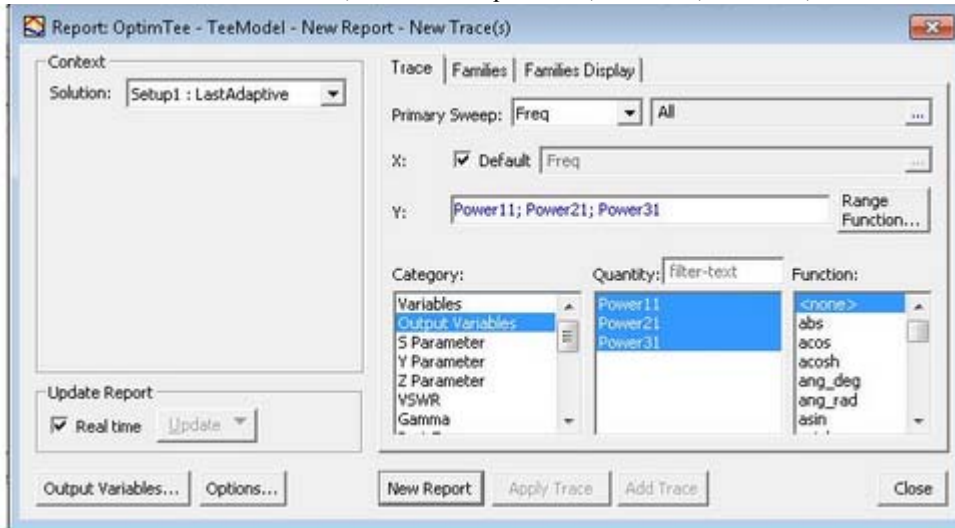 Report: OptimTee - TeeModel - New Report - New Trace(s)
Context
Solution: Setup1 : LastAdaptive
Update Report
Real time Update
Output Variables... Options...
Trace Families Families Display
Primary Sweep: Freq All ...
X: Default Freq ...
Y: Power11; Power21; Power31 Range Function...
Category: Quantity: filter-text Function:
Variables
Output Variables
S Parameter
Y Parameter
Z Parameter
VSWR
Gamma
Power11
Power21
Power31
<none>
abs
acos
acosh
ang_deg
ang_rad
asin
New Report Apply Trace Add Trace Close